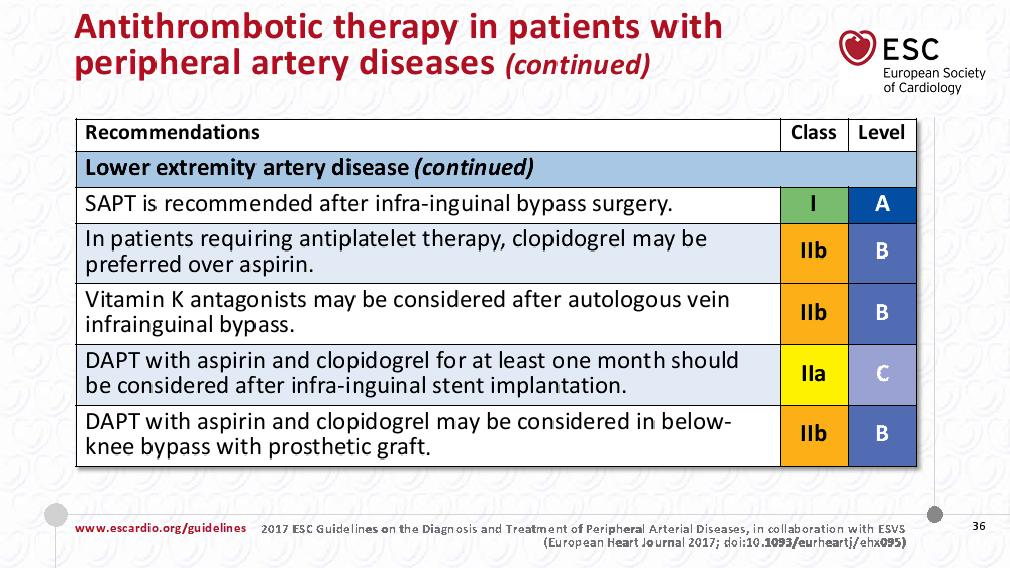 Antithrombotic therapy in patients with
peripheral artery diseases (continued)
ESC
European Society
of Cardiology
Recommendations Class Level
Lower extremity artery disease (continued)
SAPT is recommended after infra-inguinal bypass surgery. I A
In patients requiring antiplatelet therapy, clopidogrel may be
preferred over aspirin. IIb B
Vitamin K antagonists may be considered after autologous vein
infrainguinal bypass. IIb B
DAPT with aspirin and clopidogrel for at least one month should
be considered after infra-inguinal stent implantation. IIa C
DAPT with aspirin and clopidogrel may be considered in below-
knee bypass with prosthetic graft. IIb B
www.escardio.org/guidelines 2017 ESC Guidelines on the Diagnosis and Treatment of Peripheral Arterial Diseases, in collaboration with ESVS 36
(European Heart Journal 2017; doi:10.1093/eurheartj/ehx095)